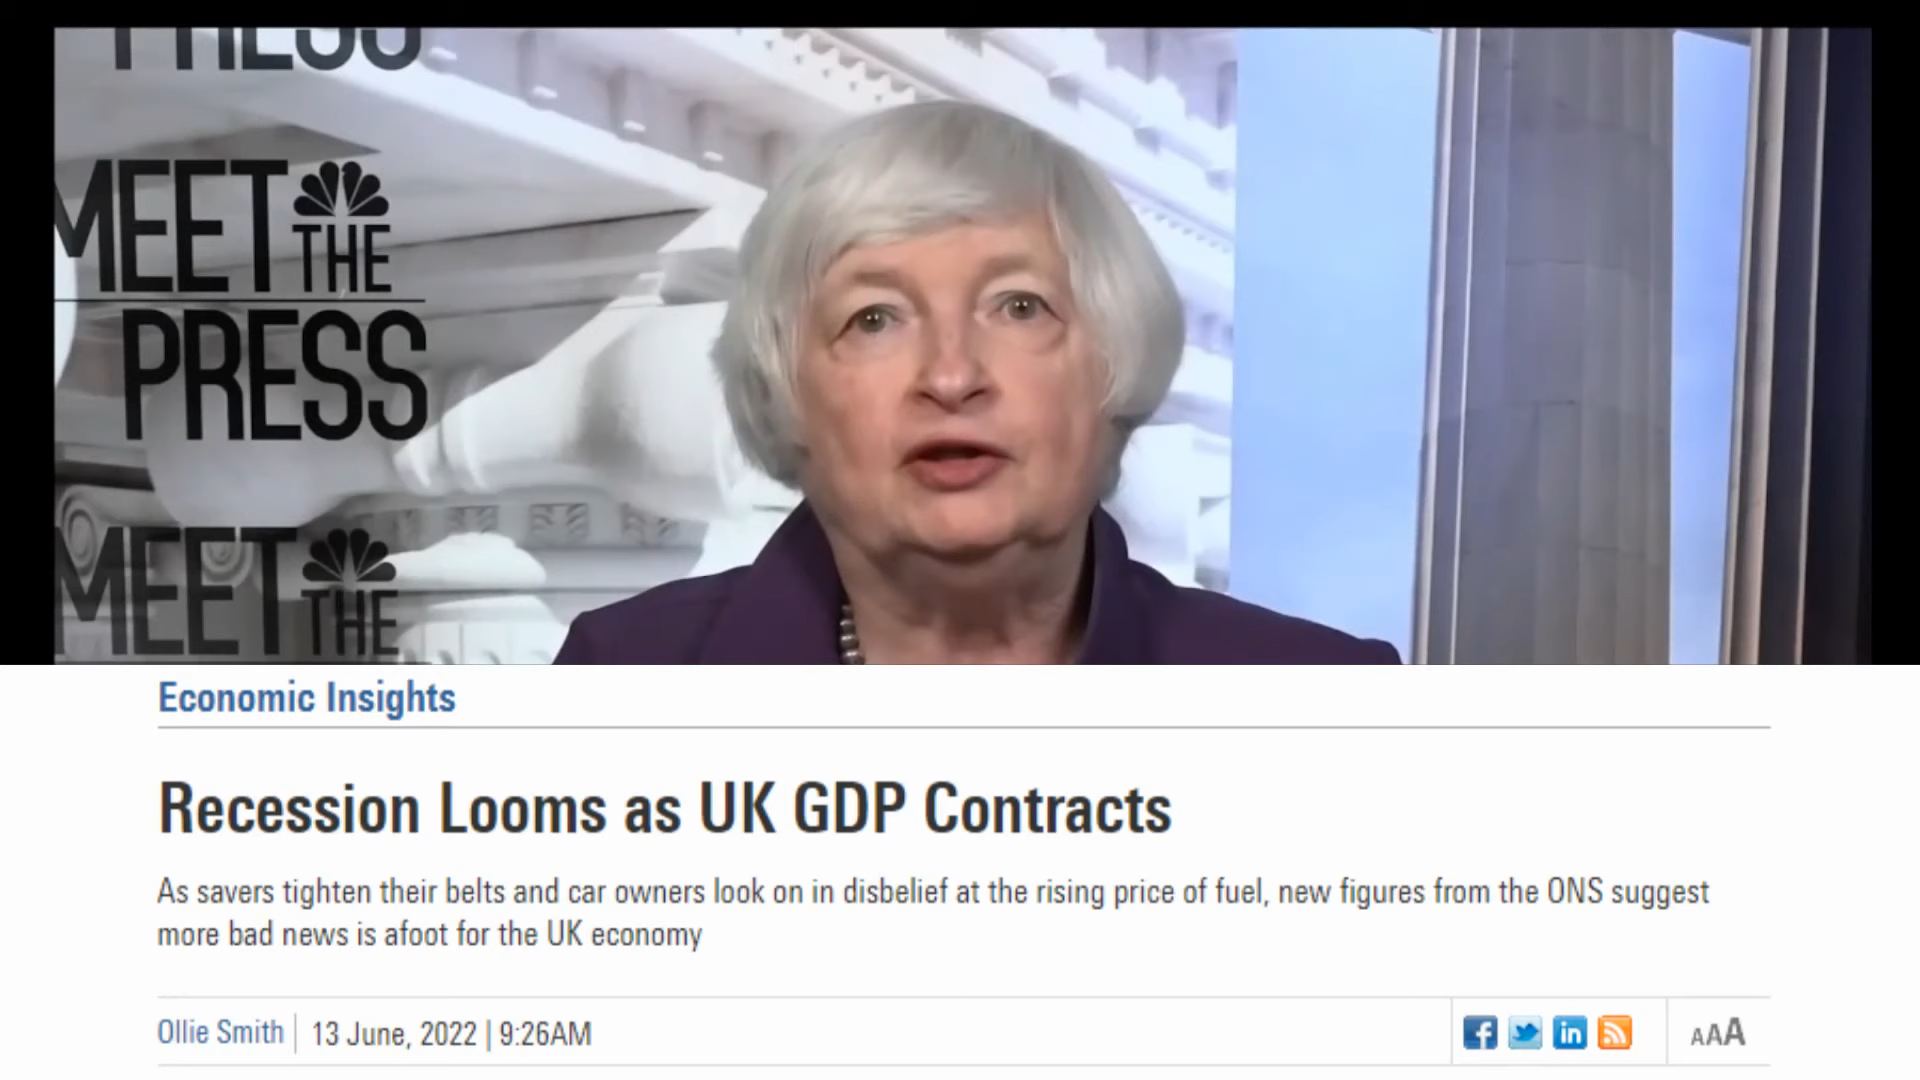 PRESS
MEET
THE
PRESS
MEET
THE
Economic Insights
Recession Looms as UK GDP Contracts
As savers tighten their belts and car owners look on in disbelief at the rising price of fuel, new figures from the ONS suggest
more bad news is afoot for the UK economy
Ollie Smith | 13 June, 2022 | 9:26AM
AAA